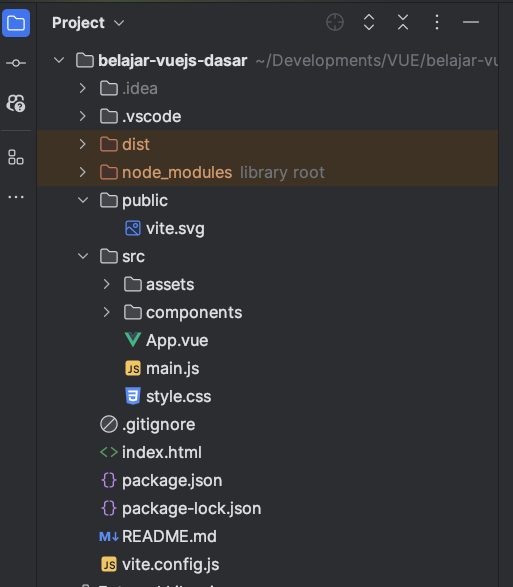 Project
belajar-vuejs-dasar ~/Developments/VUE/belajar-vu
.idea
.vscode
dist
node_modules library root
public
vite.svg
src
assets
components
App.vue
JS main.js
style.css
.gitignore
<> index.html
{} package.json
{} package-lock.json
M↓ README.md
JS vite.config.js